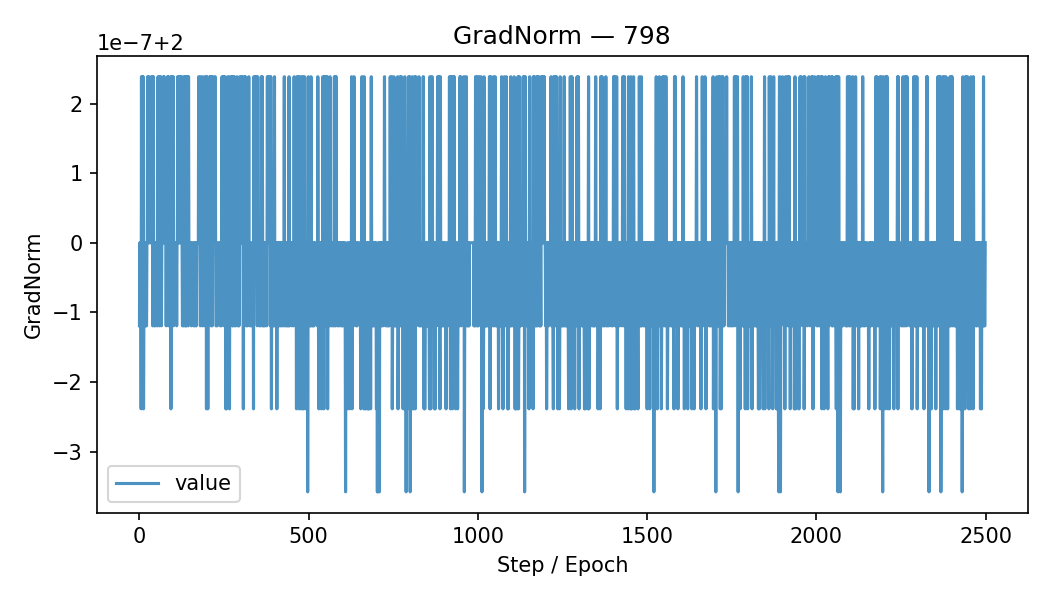 GradNorm — 798
1e−7+2
2
1
0
−1
−2
−3
GradNorm
value
0 500 1000 1500 2000 2500
Step / Epoch